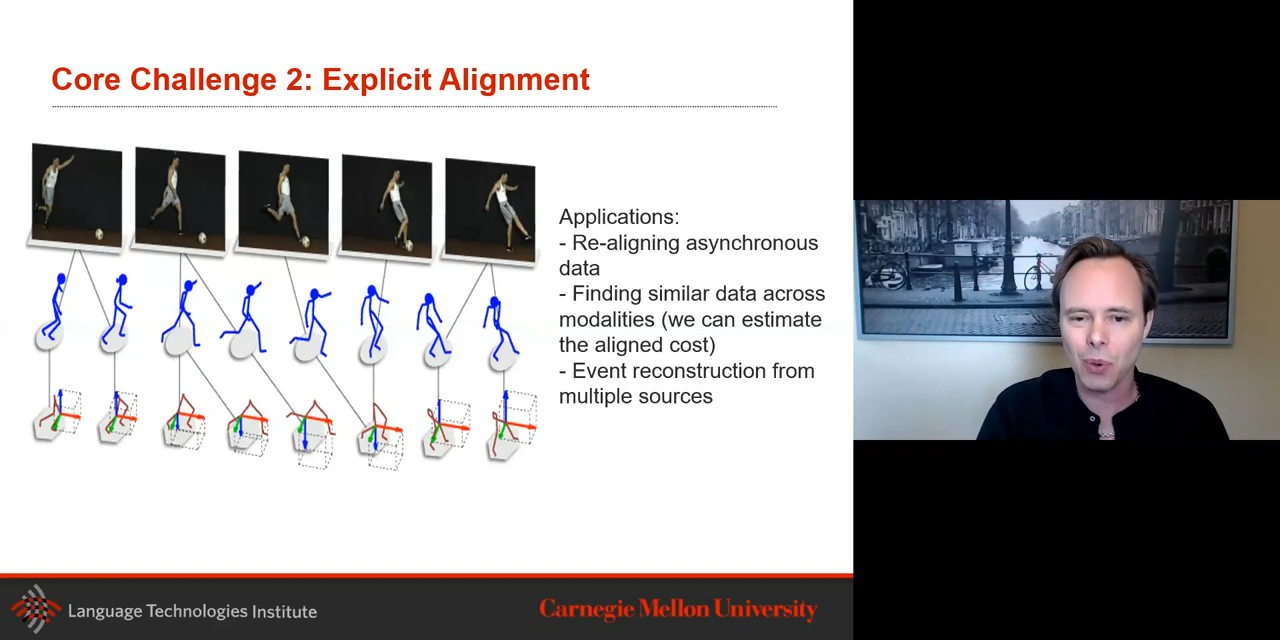 Core Challenge 2: Explicit Alignment
Applications:
- Re-aligning asynchronous
data
- Finding similar data across
modalities (we can estimate
the aligned cost)
- Event reconstruction from
multiple sources
Language Technologies Institute
Carnegie Mellon University